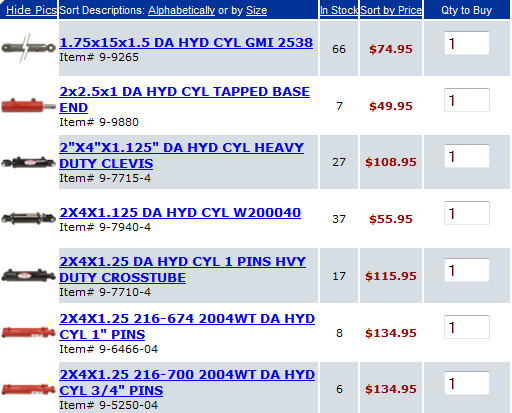 Hide Pics Sort Descriptions: Alphabetically or by Size In Stock Sort by Price Qty to Buy
1.75x15x1.5 DA HYD CYL GMI 2538
Item# 9-9265
66 $74.95 1
2x2.5x1 DA HYD CYL TAPPED BASE
END
Item# 9-9880
7 $49.95 1
2"X4"X1.125" DA HYD CYL HEAVY
DUTY CLEVIS
Item# 9-7715-4
27 $108.95 1
2X4X1.125 DA HYD CYL W200040
Item# 9-7940-4
37 $55.95 1
2X4X1.25 DA HYD CYL 1 PINS HVY
DUTY CROSSTUBE
Item# 9-7710-4
17 $115.95 1
2X4X1.25 216-674 2004WT DA HYD
CYL 1" PINS
Item# 9-6466-04
8 $134.95 1
2X4X1.25 216-700 2004WT DA HYD
CYL 3/4" PINS
Item# 9-5250-04
6 $134.95 1